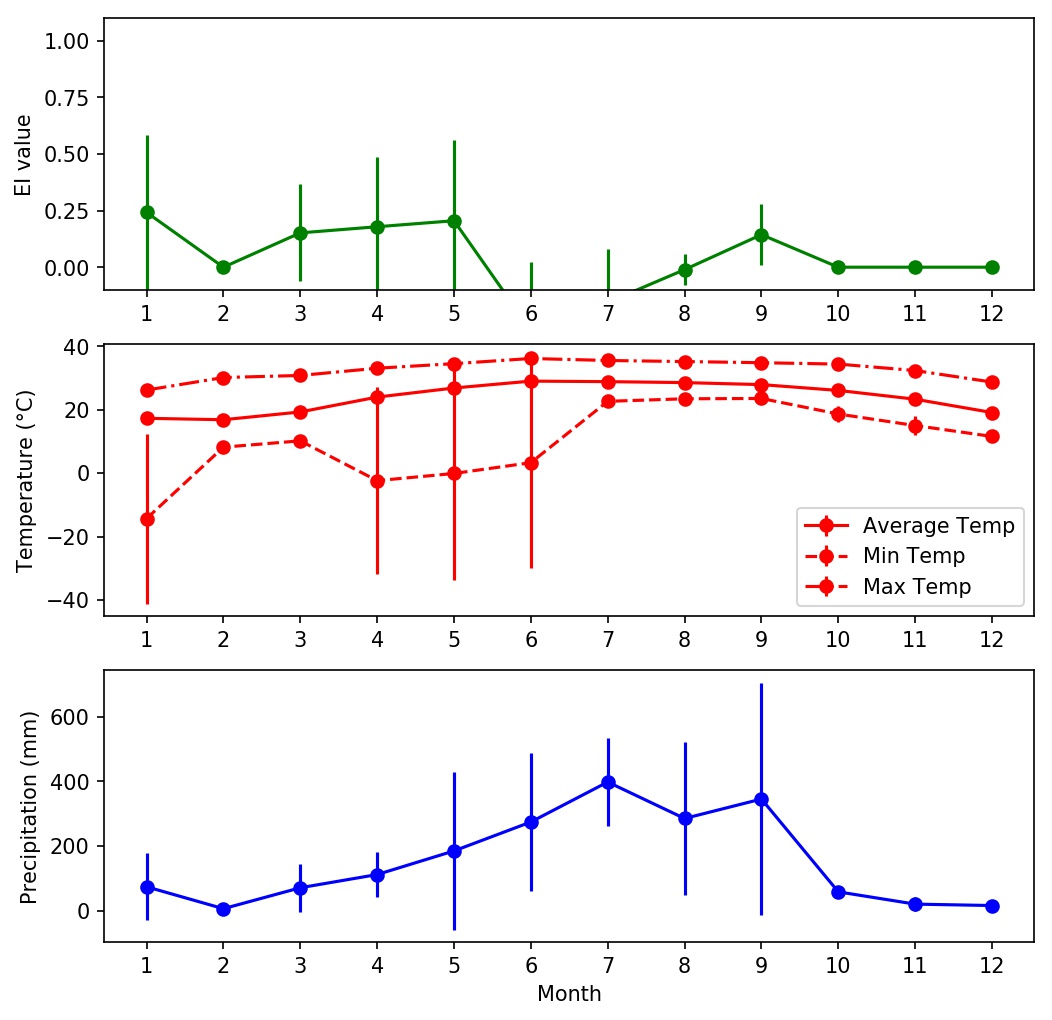 EI value
1.00
0.75
0.50
0.25
0.00
1 2 3 4 5 6 7 8 9 10 11 12
Temperature (°C)
40
20
0
−20
−40
Average Temp
Min Temp
Max Temp
1 2 3 4 5 6 7 8 9 10 11 12
Precipitation (mm)
600
400
200
0
1 2 3 4 5 6 7 8 9 10 11 12
Month